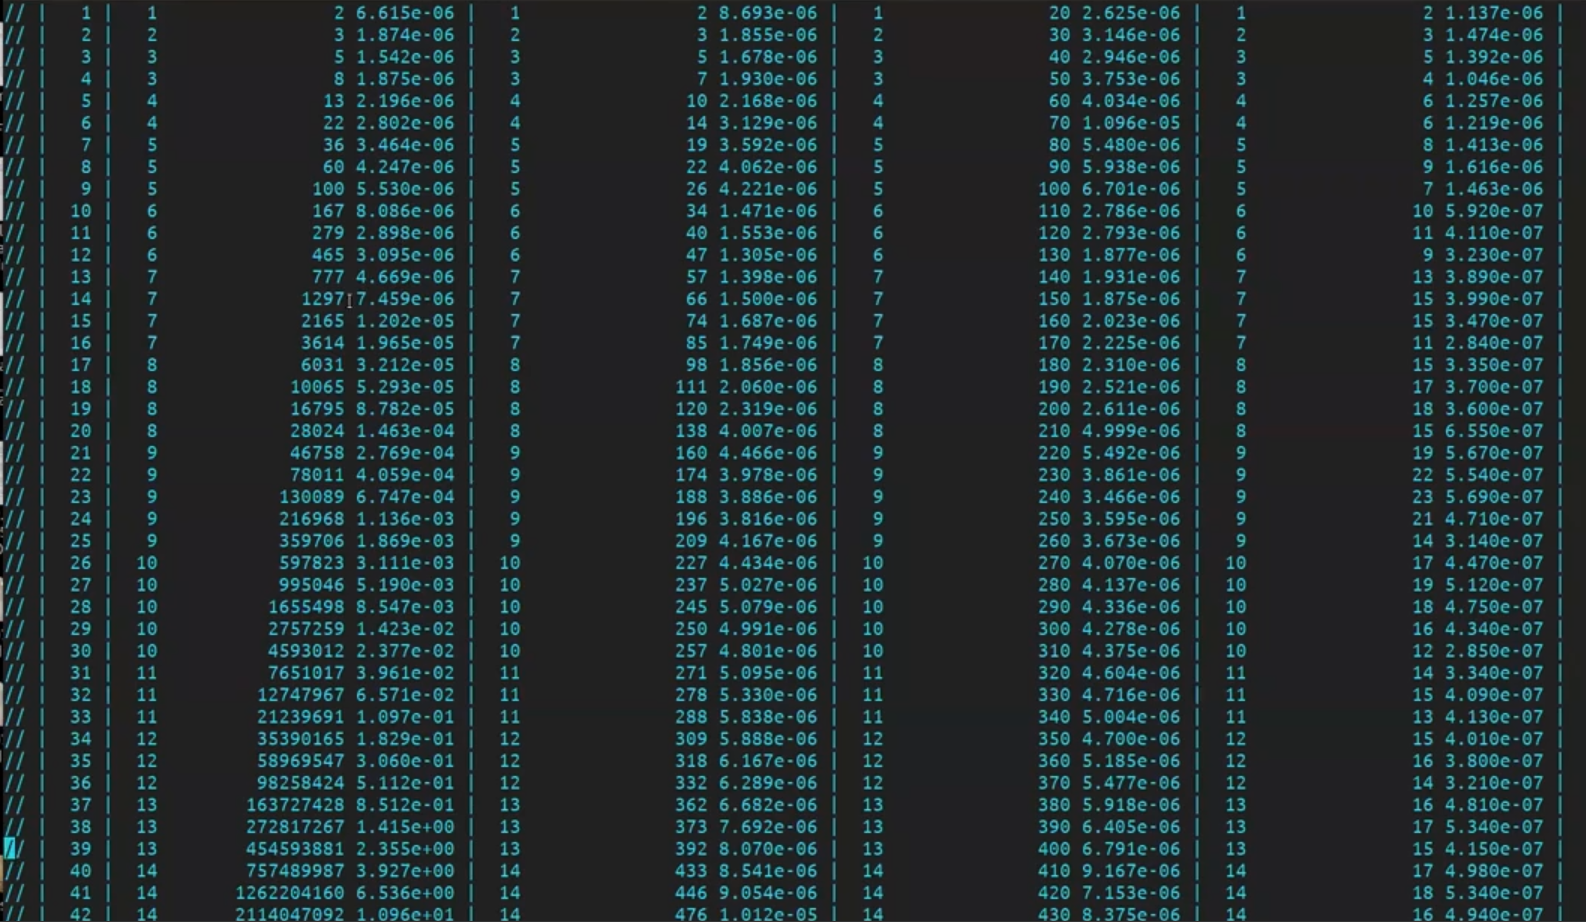 // | 1 | 1 2 6.615e-06 | 1 2 8.693e-06 | 1 20 2.625e-06 | 1 2 1.137e-06 |
// | 2 | 2 3 1.874e-06 | 2 3 1.855e-06 | 2 30 3.146e-06 | 2 3 1.474e-06 |
// | 3 | 3 5 1.542e-06 | 3 5 1.678e-06 | 3 40 2.946e-06 | 3 5 1.392e-06 |
// | 4 | 3 8 1.875e-06 | 3 7 1.930e-06 | 3 50 3.753e-06 | 3 4 1.046e-06 |
// | 5 | 4 13 2.196e-06 | 4 10 2.168e-06 | 4 60 4.034e-06 | 4 6 1.257e-06 |
// | 6 | 4 22 2.802e-06 | 4 14 3.129e-06 | 4 70 1.096e-05 | 4 6 1.219e-06 |
// | 7 | 5 36 3.464e-06 | 5 19 3.592e-06 | 5 80 5.480e-06 | 5 8 1.413e-06 |
// | 8 | 5 60 4.247e-06 | 5 22 4.062e-06 | 5 90 5.938e-06 | 5 9 1.616e-06 |
// | 9 | 5 100 5.530e-06 | 5 26 4.221e-06 | 5 100 6.701e-06 | 5 7 1.463e-06 |
// | 10 | 6 167 8.086e-06 | 6 34 1.471e-06 | 6 110 2.786e-06 | 6 10 5.920e-07 |
// | 11 | 6 279 2.898e-06 | 6 40 1.553e-06 | 6 120 2.793e-06 | 6 11 4.110e-07 |
// | 12 | 6 465 3.095e-06 | 6 47 1.305e-06 | 6 130 1.877e-06 | 6 9 3.230e-07 |
// | 13 | 7 777 4.669e-06 | 7 57 1.398e-06 | 7 140 1.931e-06 | 7 13 3.890e-07 |
// | 14 | 7 1297 7.459e-06 | 7 66 1.500e-06 | 7 150 1.875e-06 | 7 15 3.990e-07 |
// | 15 | 7 2165 1.202e-05 | 7 74 1.687e-06 | 7 160 2.023e-06 | 7 15 3.470e-07 |
// | 16 | 7 3614 1.965e-05 | 7 85 1.749e-06 | 7 170 2.225e-06 | 7 11 2.840e-07 |
// | 17 | 8 6031 3.212e-05 | 8 98 1.856e-06 | 8 180 2.310e-06 | 8 15 3.350e-07 |
// | 18 | 8 10065 5.293e-05 | 8 111 2.060e-06 | 8 190 2.521e-06 | 8 17 3.700e-07 |
// | 19 | 8 16795 8.782e-05 | 8 120 2.319e-06 | 8 200 2.611e-06 | 8 18 3.600e-07 |
// | 20 | 8 28024 1.463e-04 | 8 138 4.007e-06 | 8 210 4.999e-06 | 8 15 6.550e-07 |
// | 21 | 9 46758 2.769e-04 | 9 160 4.466e-06 | 9 220 5.492e-06 | 9 19 5.670e-07 |
// | 22 | 9 78011 4.059e-04 | 9 174 3.978e-06 | 9 230 3.861e-06 | 9 22 5.540e-07 |
// | 23 | 9 130089 6.747e-04 | 9 188 3.886e-06 | 9 240 3.466e-06 | 9 23 5.690e-07 |
// | 24 | 9 216968 1.136e-03 | 9 196 3.816e-06 | 9 250 3.595e-06 | 9 21 4.710e-07 |
// | 25 | 9 359706 1.869e-03 | 9 209 4.167e-06 | 9 260 3.673e-06 | 9 14 3.140e-07 |
// | 26 | 10 597823 3.111e-03 | 10 227 4.434e-06 | 10 270 4.070e-06 | 10 17 4.470e-07 |
// | 27 | 10 995046 5.190e-03 | 10 237 5.027e-06 | 10 280 4.137e-06 | 10 19 5.120e-07 |
// | 28 | 10 1655498 8.547e-03 | 10 245 5.079e-06 | 10 290 4.336e-06 | 10 18 4.750e-07 |
// | 29 | 10 2757259 1.423e-02 | 10 250 4.991e-06 | 10 300 4.278e-06 | 10 16 4.340e-07 |
// | 30 | 10 4593012 2.377e-02 | 10 257 4.801e-06 | 10 310 4.375e-06 | 10 12 2.850e-07 |
// | 31 | 11 7651017 3.961e-02 | 11 271 5.095e-06 | 11 320 4.604e-06 | 11 14 3.340e-07 |
// | 32 | 11 12747967 6.571e-02 | 11 278 5.330e-06 | 11 330 4.716e-06 | 11 15 4.090e-07 |
// | 33 | 11 21239691 1.097e-01 | 11 288 5.838e-06 | 11 340 5.004e-06 | 11 13 4.130e-07 |
// | 34 | 12 35390165 1.829e-01 | 12 309 5.888e-06 | 12 350 4.700e-06 | 12 15 4.010e-07 |
// | 35 | 12 58969547 3.060e-01 | 12 318 6.167e-06 | 12 360 5.185e-06 | 12 16 3.800e-07 |
// | 36 | 12 98258424 5.112e-01 | 12 332 6.289e-06 | 12 370 5.477e-06 | 12 14 3.210e-07 |
// | 37 | 13 163727428 8.512e-01 | 13 362 6.682e-06 | 13 380 5.918e-06 | 13 16 4.810e-07 |
// | 38 | 13 272817267 1.415e+00 | 13 373 7.692e-06 | 13 390 6.405e-06 | 13 17 5.340e-07 |
// | 39 | 13 454593881 2.355e+00 | 13 392 8.070e-06 | 13 400 6.791e-06 | 13 15 4.150e-07 |
// | 40 | 14 757489987 3.927e+00 | 14 433 8.541e-06 | 14 410 9.167e-06 | 14 17 4.980e-07 |
// | 41 | 14 1262204160 6.536e+00 | 14 446 9.054e-06 | 14 420 7.153e-06 | 14 18 5.340e-07 |
// | 42 | 14 2114047092 1.096e+01 | 14 476 1.012e-05 | 14 430 8.375e-06 | 14 16 4.940e-07 |